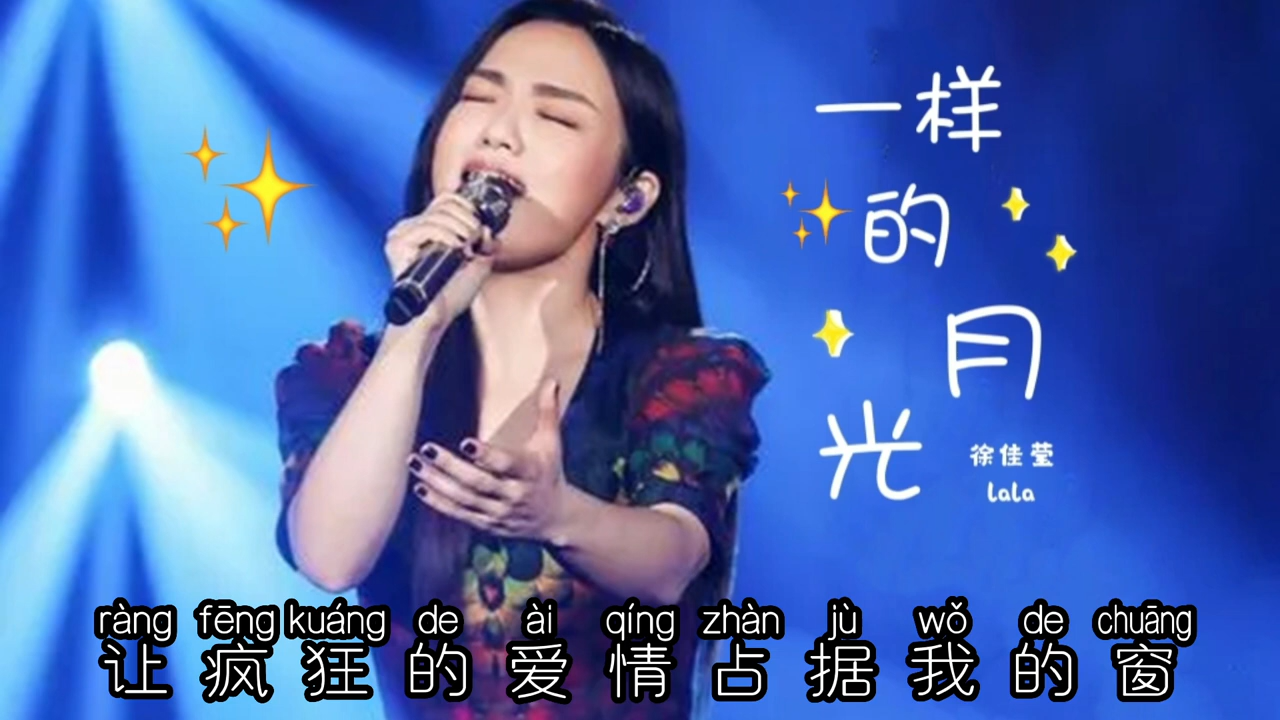 一样
的
月
光
徐佳莹
lala
ràng fēng kuáng de ài qíng zhàn jù wǒ de chuāng
让疯狂的爱情占据我的窗